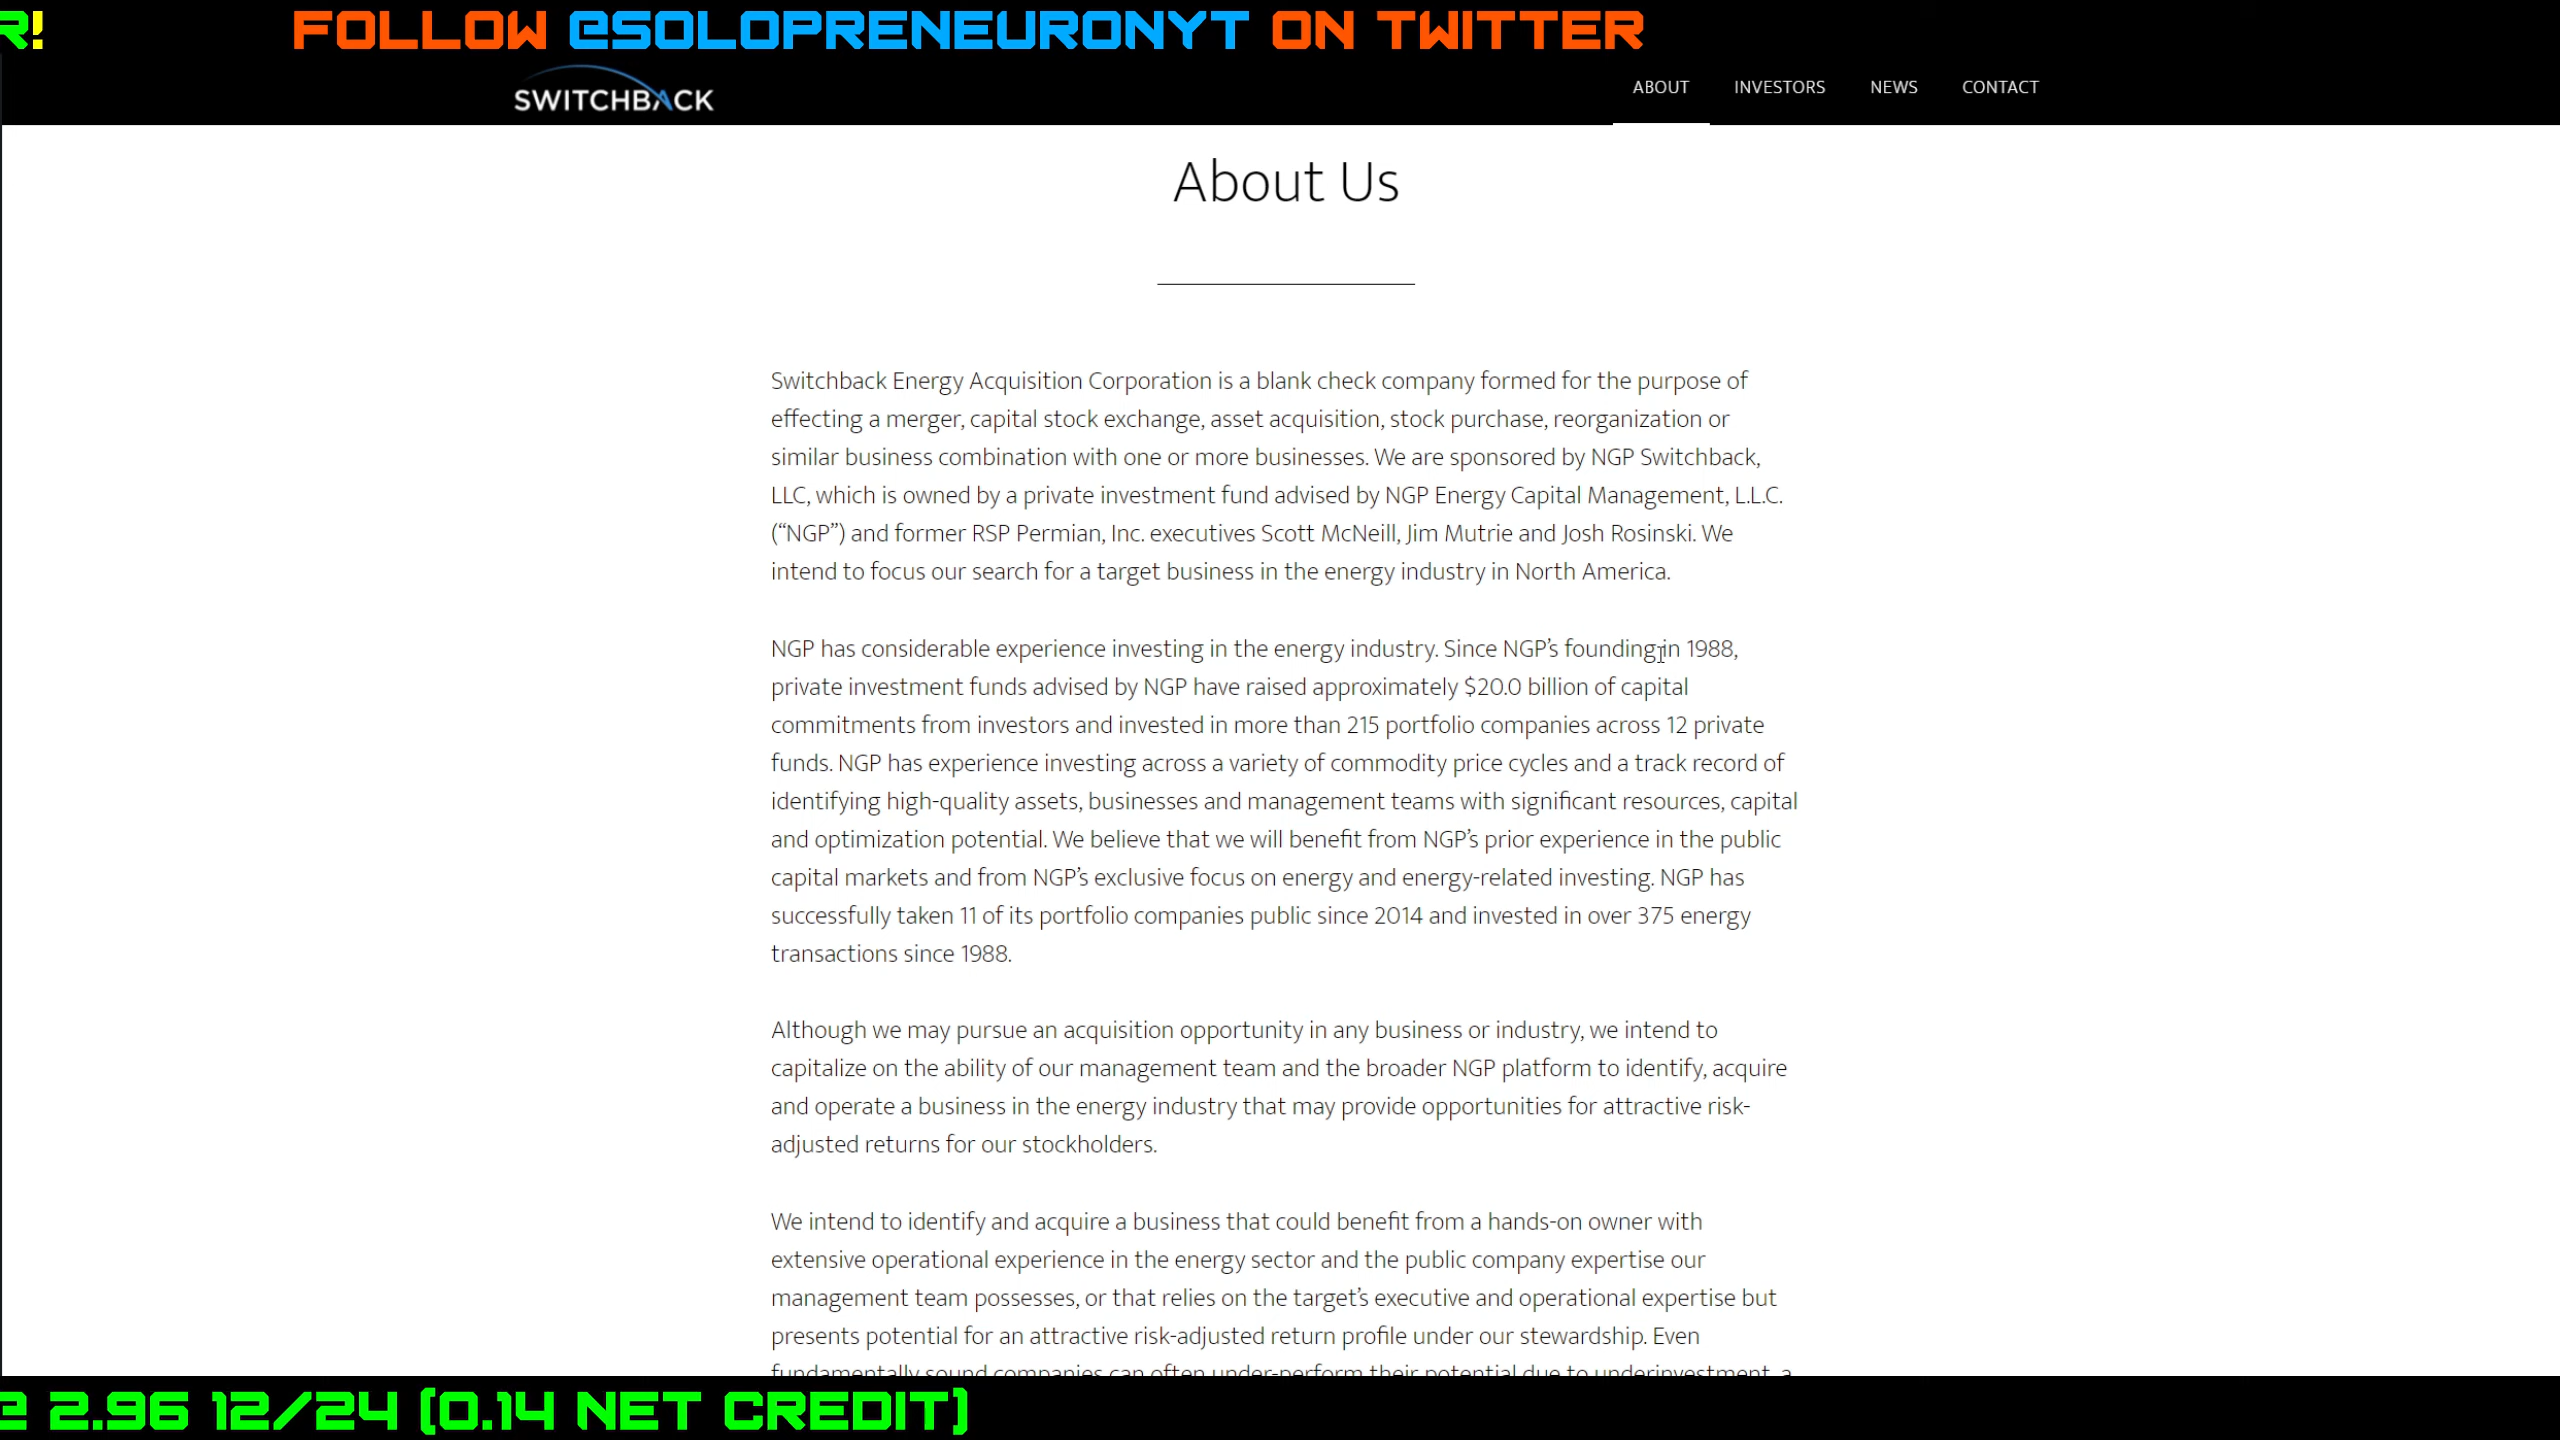 R!
FOLLOW @SOLOPRENEURONYT ON TWITTER
SWITCHBACK
ABOUT INVESTORS NEWS CONTACT
About Us
Switchback Energy Acquisition Corporation is a blank check company formed for the purpose of
effecting a merger, capital stock exchange, asset acquisition, stock purchase, reorganization or
similar business combination with one or more businesses. We are sponsored by NGP Switchback,
LLC, which is owned by a private investment fund advised by NGP Energy Capital Management, L.L.C.
(“NGP”) and former RSP Permian, Inc. executives Scott McNeill, Jim Mutrie and Josh Rosinski. We
intend to focus our search for a target business in the energy industry in North America.
NGP has considerable experience investing in the energy industry. Since NGP’s founding in 1988,
private investment funds advised by NGP have raised approximately $20.0 billion of capital
commitments from investors and invested in more than 215 portfolio companies across 12 private
funds. NGP has experience investing across a variety of commodity price cycles and a track record of
identifying high-quality assets, businesses and management teams with significant resources, capital
and optimization potential. We believe that we will benefit from NGP’s prior experience in the public
capital markets and from NGP’s exclusive focus on energy and energy-related investing. NGP has
successfully taken 11 of its portfolio companies public since 2014 and invested in over 375 energy
transactions since 1988.
Although we may pursue an acquisition opportunity in any business or industry, we intend to
capitalize on the ability of our management team and the broader NGP platform to identify, acquire
and operate a business in the energy industry that may provide opportunities for attractive risk-
adjusted returns for our stockholders.
We intend to identify and acquire a business that could benefit from a hands-on owner with
extensive operational experience in the energy sector and the public company expertise our
management team possesses, or that relies on the target’s executive and operational expertise but
presents potential for an attractive risk-adjusted return profile under our stewardship. Even
fundamentally sound companies can often under-perform their potential due to underinvestment, a
2.96 12/24 (0.14 NET CREDIT)